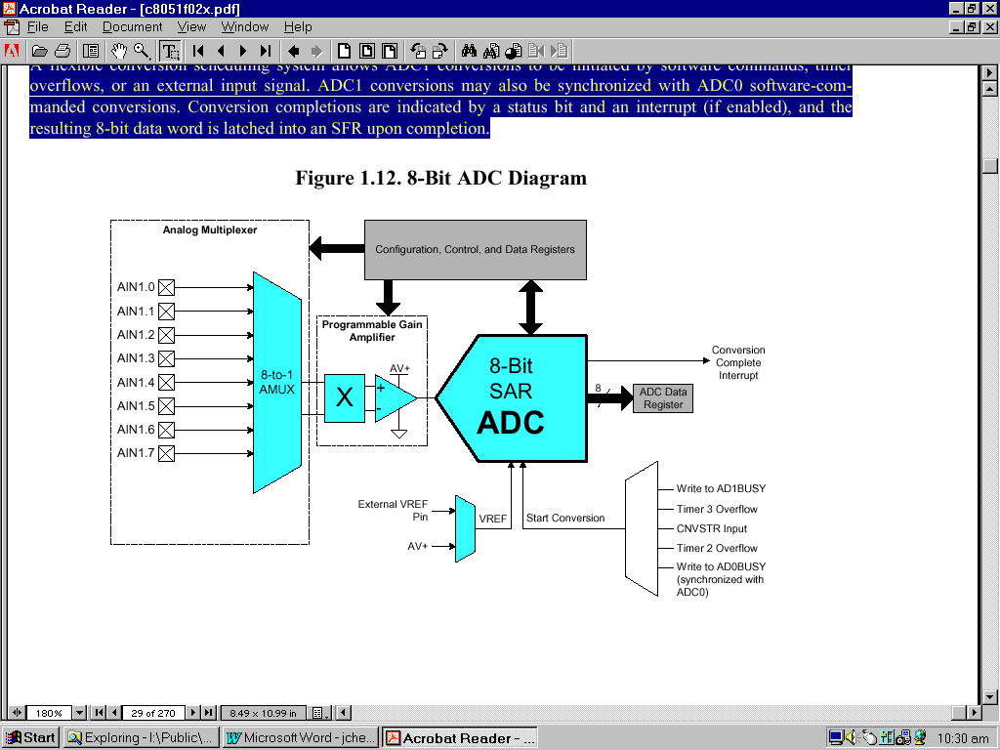 Acrobat Reader - [c8051f02x.pdf]
File Edit Document View Window Help
A flexible conversion scheduling system allows ADC1 conversions to be initiated by software commands, timer
overflows, or an external input signal. ADC1 conversions may also be synchronized with ADC0 software-com-
manded conversions. Conversion completions are indicated by a status bit and an interrupt (if enabled), and the
resulting 8-bit data word is latched into an SFR upon completion.
Figure 1.12. 8-Bit ADC Diagram
Analog Multiplexer
Configuration, Control, and Data Registers
AIN1.0
AIN1.1
AIN1.2
AIN1.3
AIN1.4
AIN1.5
AIN1.6
AIN1.7
8-to-1
AMUX
Programmable Gain
Amplifier
X
AV+
+
-
8-Bit
SAR
ADC
Conversion
Complete
Interrupt
8
ADC Data
Register
External VREF
Pin
AV+
VREF
Start Conversion
Write to AD1BUSY
Timer 3 Overflow
CNVSTR Input
Timer 2 Overflow
Write to AD0BUSY
(synchronized with
ADC0)
180%
29 of 270
8.49 x 10.99 in
Start
Exploring - I:\Public\...
Microsoft Word - jche...
Acrobat Reader - ...
10:30 am